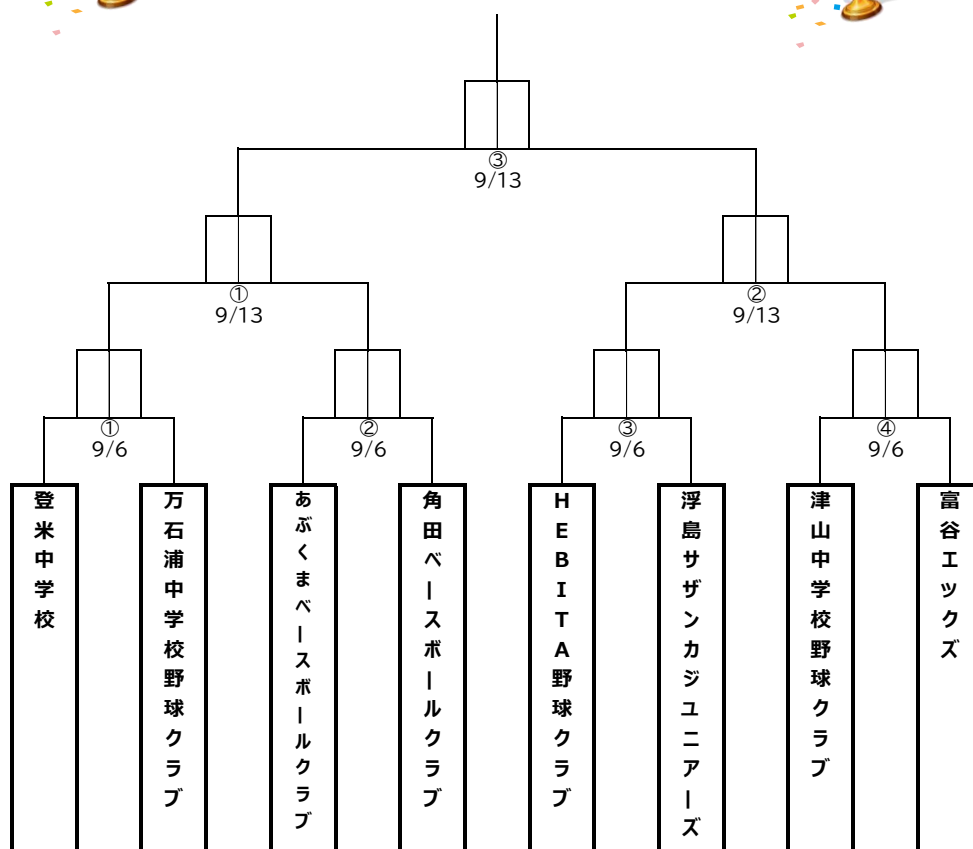 ③
9/13
①
9/13
②
9/13
①
9/6
②
9/6
③
9/6
④
9/6
登米中学校
万石浦中学校野球クラブ
あぶくまベースボールクラブ
角田ベースボールクラブ
HEBITA野球クラブ
浮島サザンカジユニアーズ
津山中学校野球クラブ
富谷エックズ